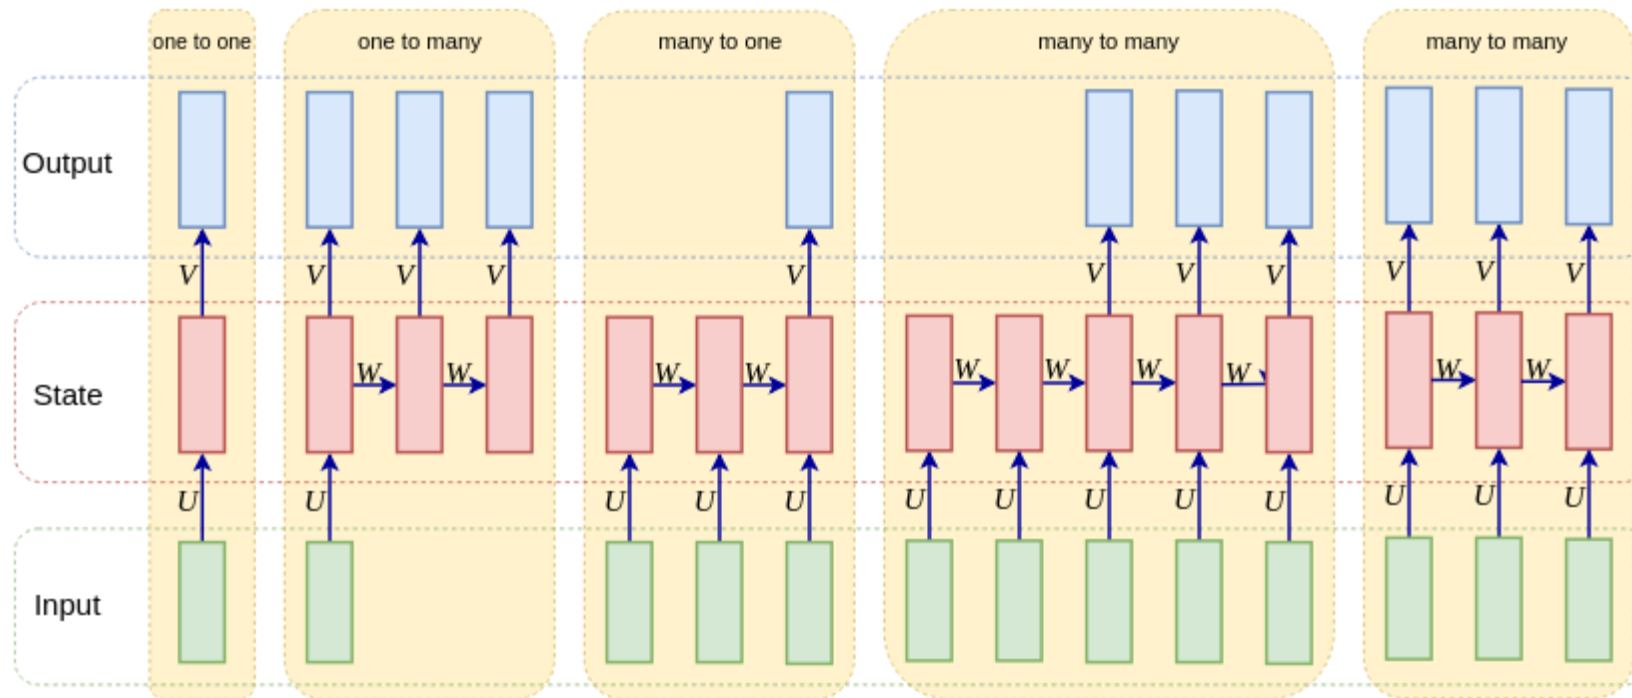 one to one
one to many
many to one
many to many
many to many
Output
V
V
V
V
V
V
V
V
V
V
V
State
W
W
W
W
W
W
W
W
W
W
U
U
U
U
U
U
U
U
U
U
U
U
U
Input